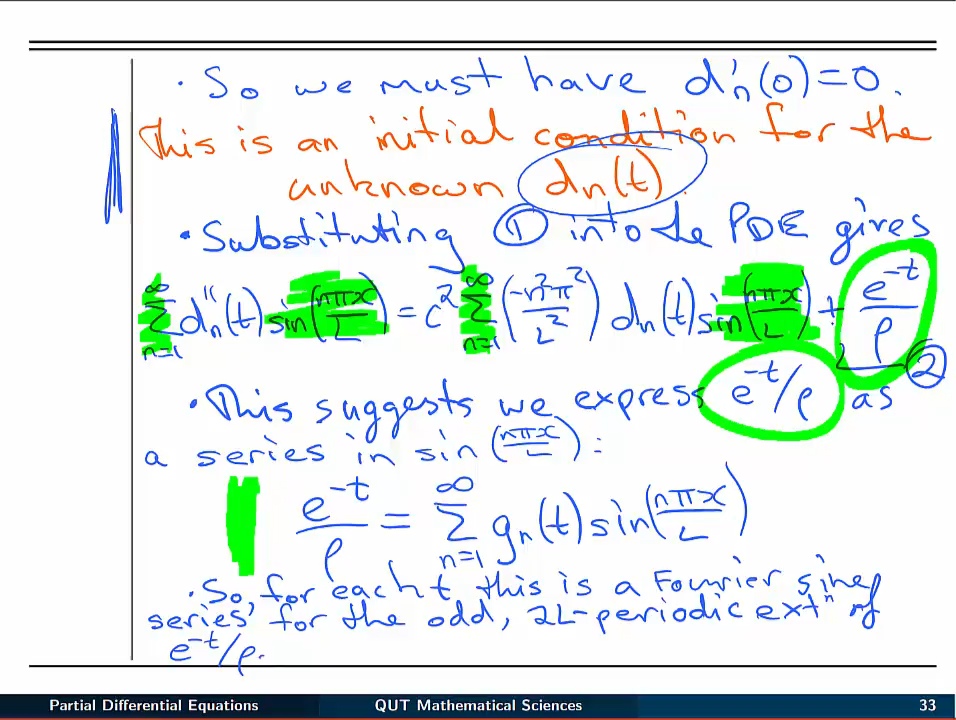 · So we must have dₙ'(0) = 0.
This is an initial condition for the
unknown dₙ(t).
· Substituting ① into the PDE gives
∑_{n=1}^{∞} dₙ''(t) sin(nπx/L) = c² ∑_{n=1}^{∞} (-n²π²/L²) dₙ(t) sin(nπx/L) + e^{-t}/ρ ②
· This suggests we express e^{-t}/ρ as
a series in sin(nπx/L):
e^{-t}/ρ = ∑_{n=1}^{∞} gₙ(t) sin(nπx/L)
· So, for each t this is a Fourier sine
series for the odd, 2L-periodic extⁿ of
e^{-t}/ρ.
Partial Differential Equations QUT Mathematical Sciences 33